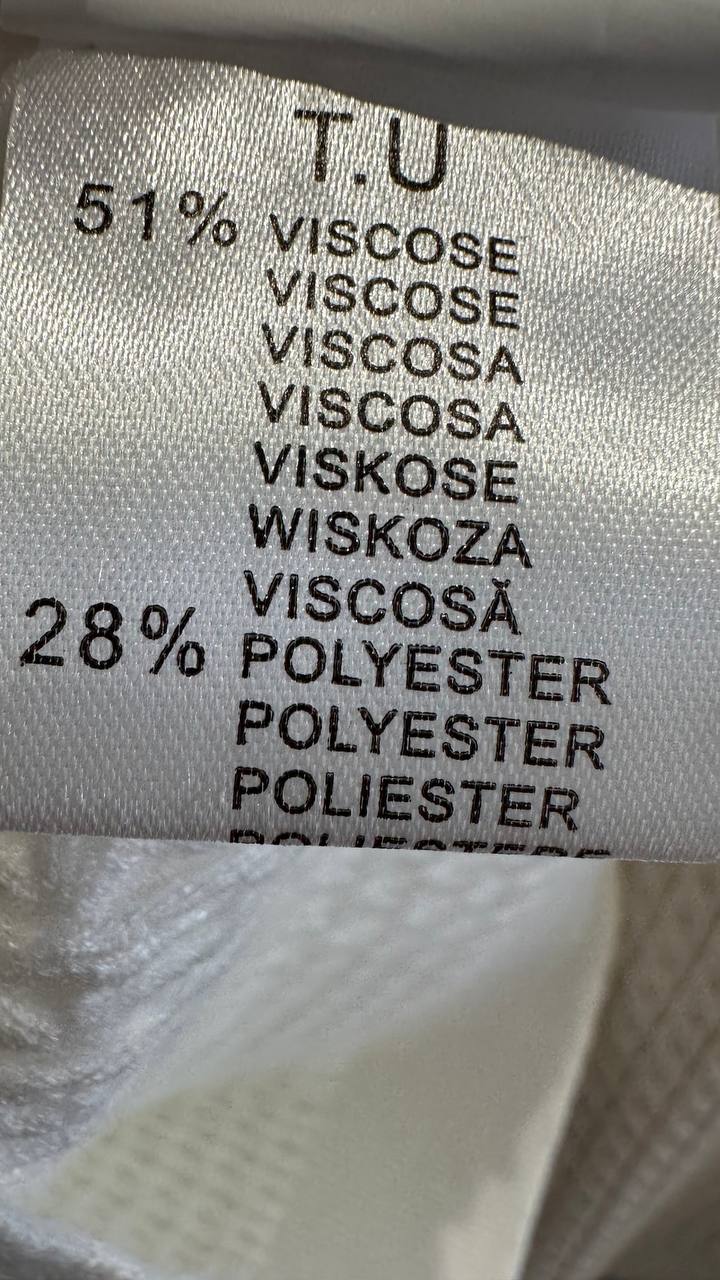 T.U
51% VISCOSE
VISCOSE
VISCOSA
VISCOSA
VISKOSE
WISKOZA
VISCOSĂ
28% POLYESTER
POLYESTER
POLIESTER